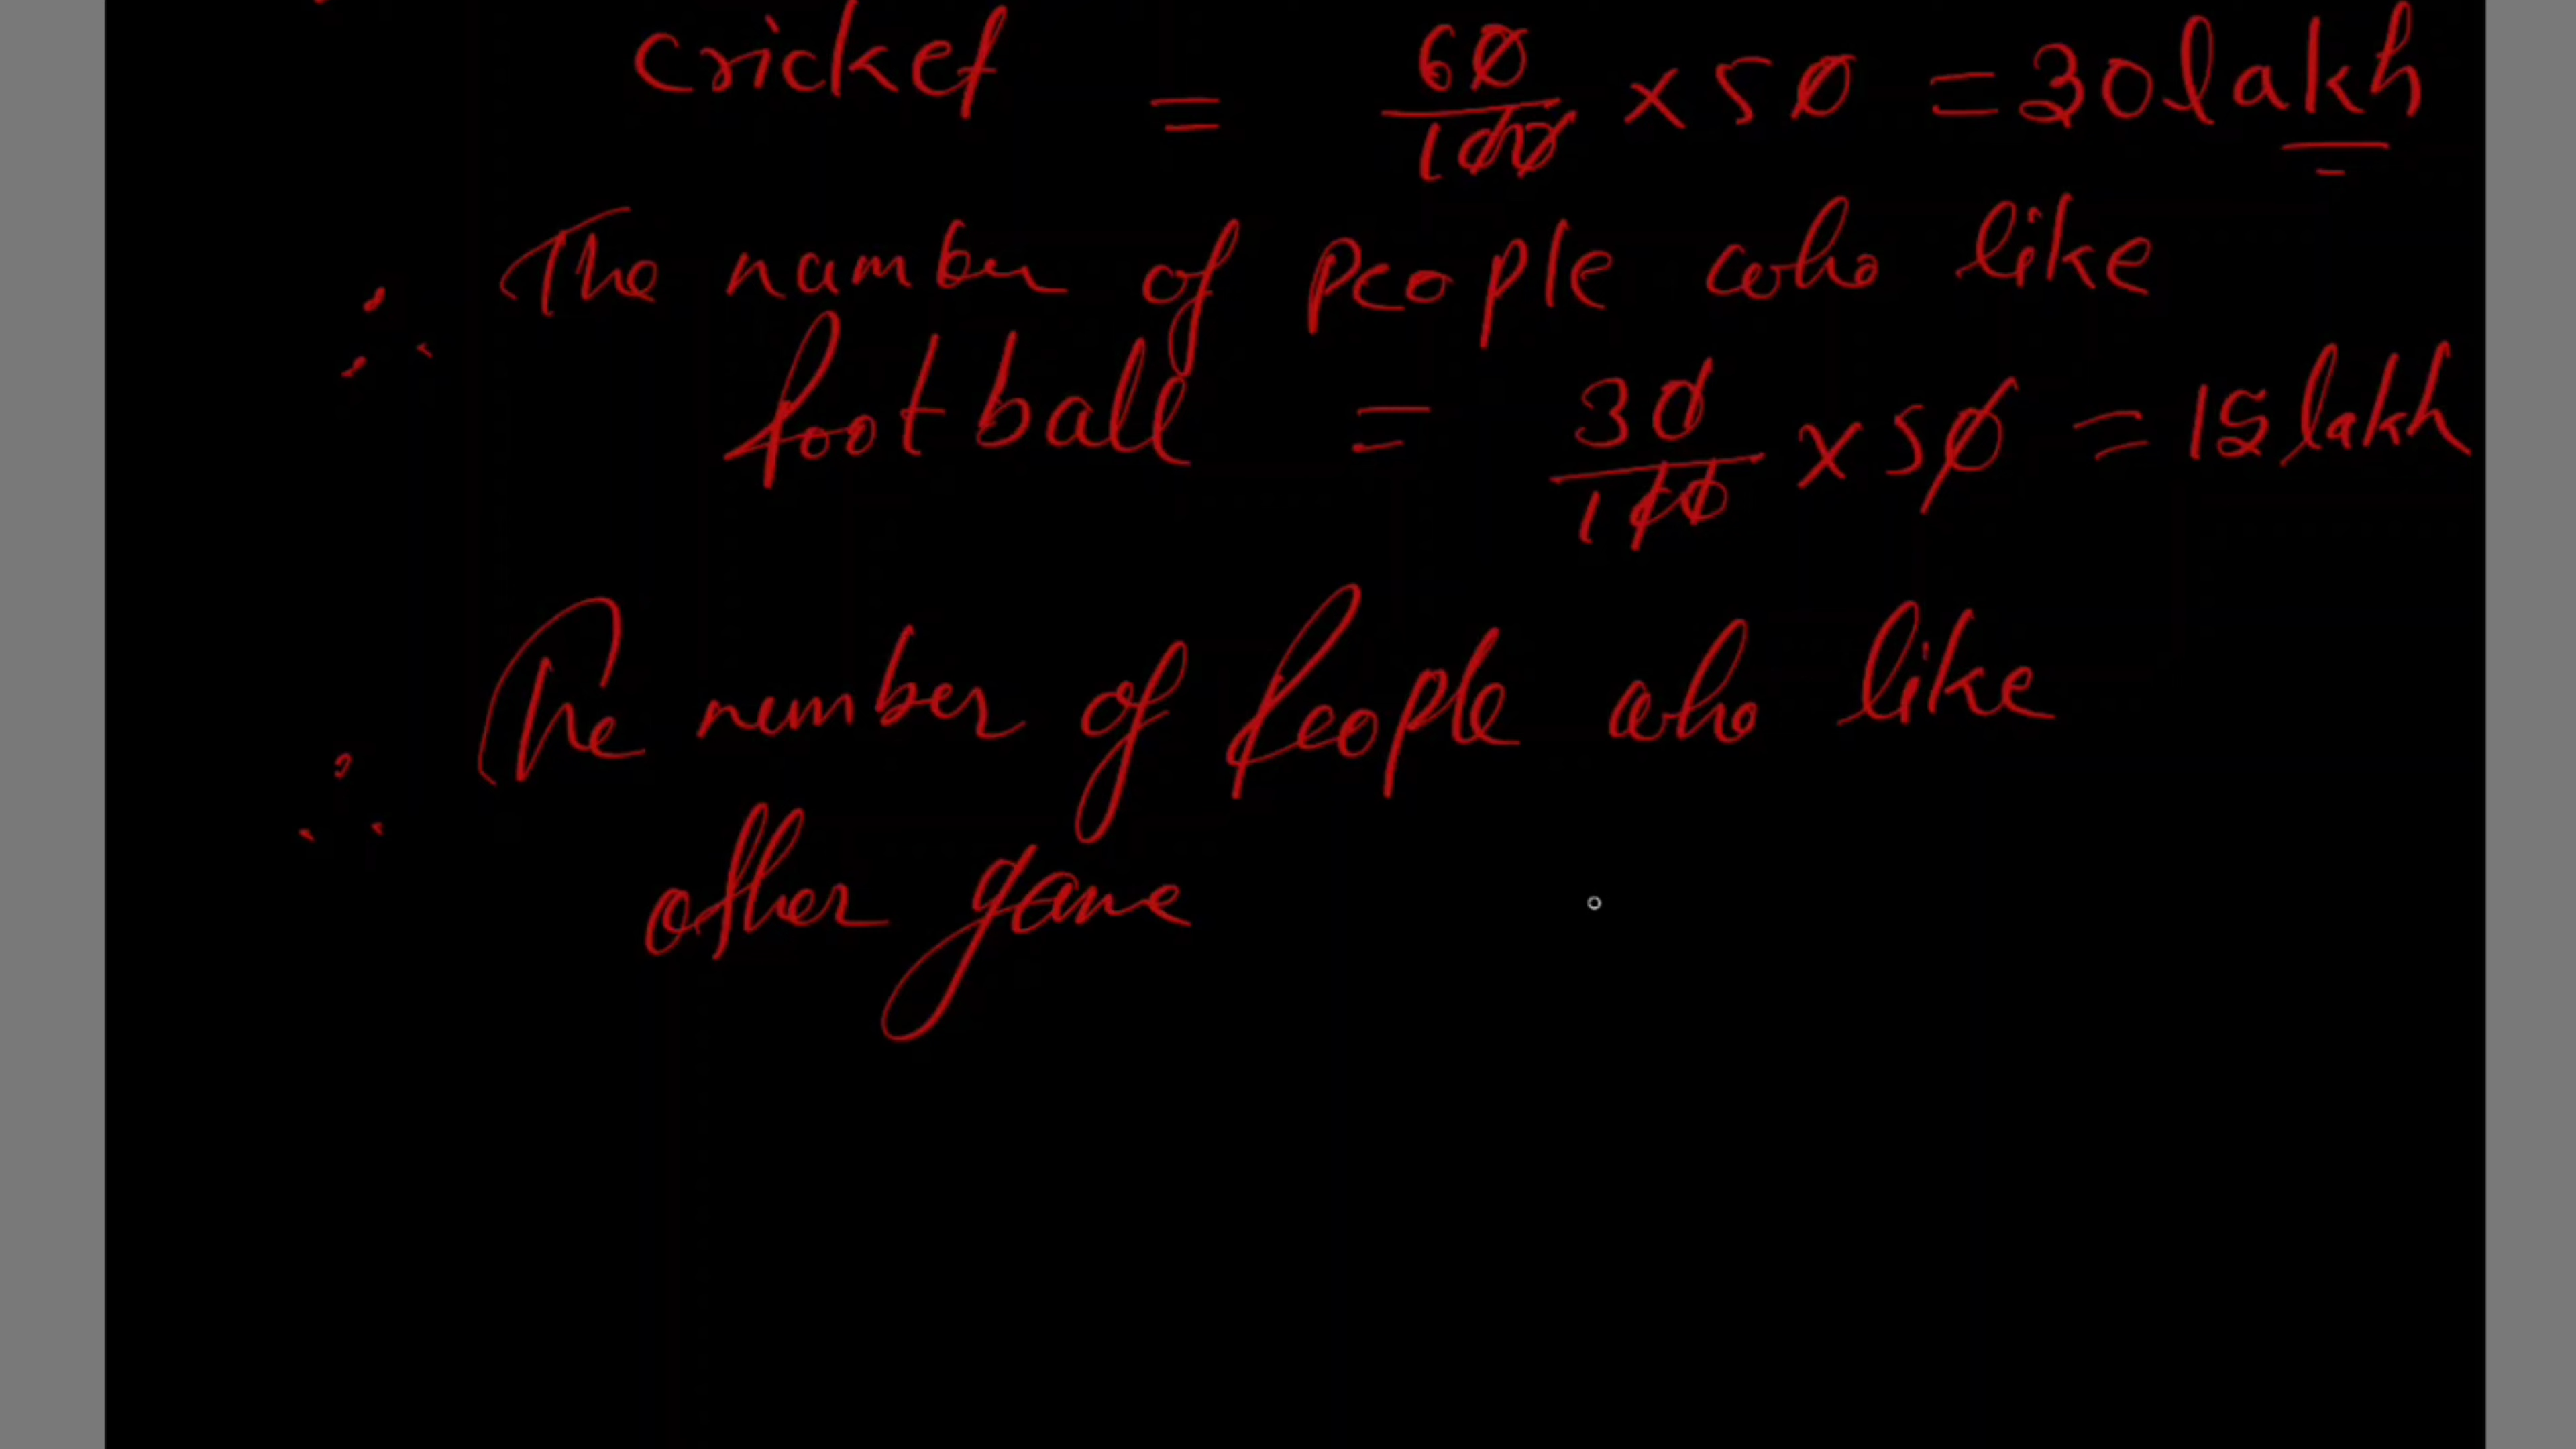 cricket = 60/100 × 50 = 30 lakh
∴ The number of people who like
football = 30/100 × 50 = 15 lakh
∴ The number of people who like
other game